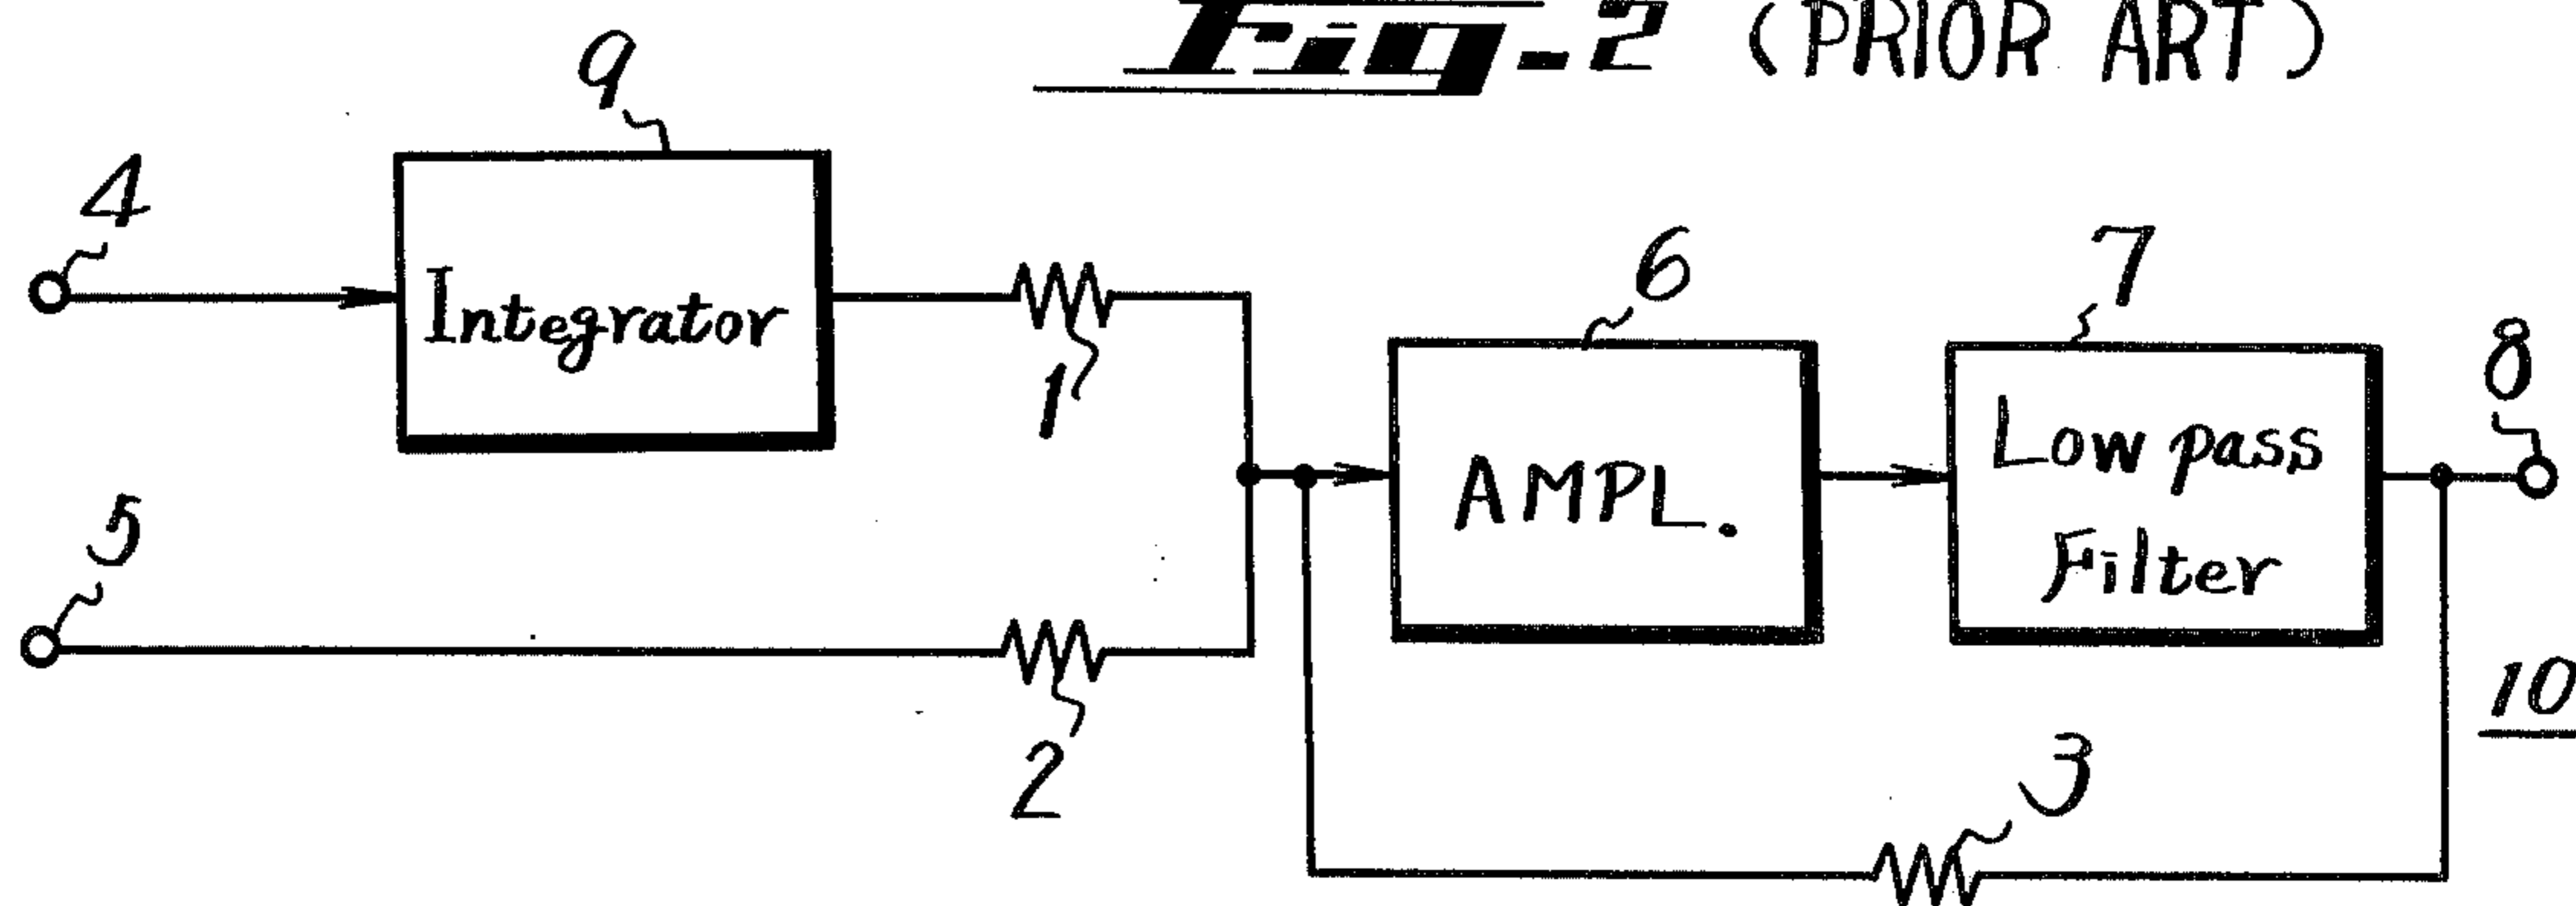 Fig-2 (PRIOR ART)
9
4
Integrator
6
7
8
1
5
AMPL.
Low pass
Filter
10
2
3